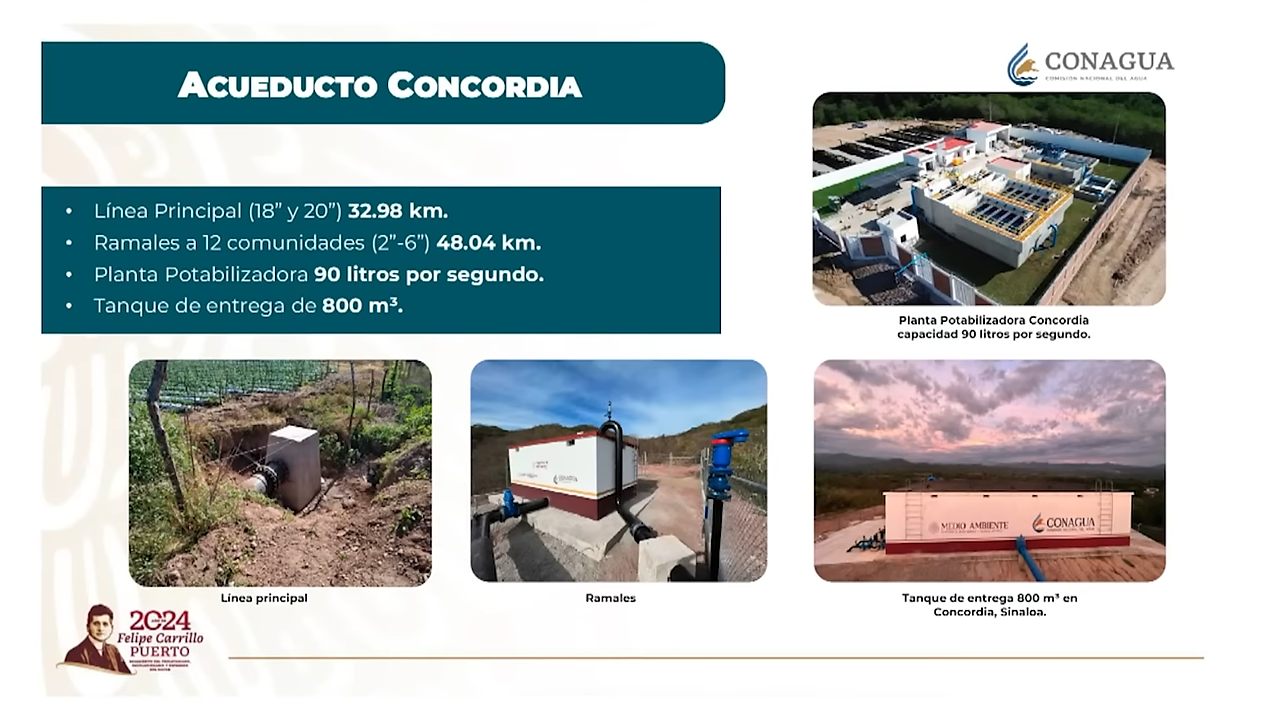 ACUEDUCTO CONCORDIA
CONAGUA
COMISIÓN NACIONAL DEL AGUA
• Línea Principal (18” y 20”) 32.98 km.
• Ramales a 12 comunidades (2”-6”) 48.04 km.
• Planta Potabilizadora 90 litros por segundo.
• Tanque de entrega de 800 m³.
Planta Potabilizadora Concordia
capacidad 90 litros por segundo.
CONAGUA
MEDIO AMBIENTE
CONAGUA
Línea principal
Ramales
Tanque de entrega 800 m³ en
Concordia, Sinaloa.
2024
Felipe Carrillo
PUERTO